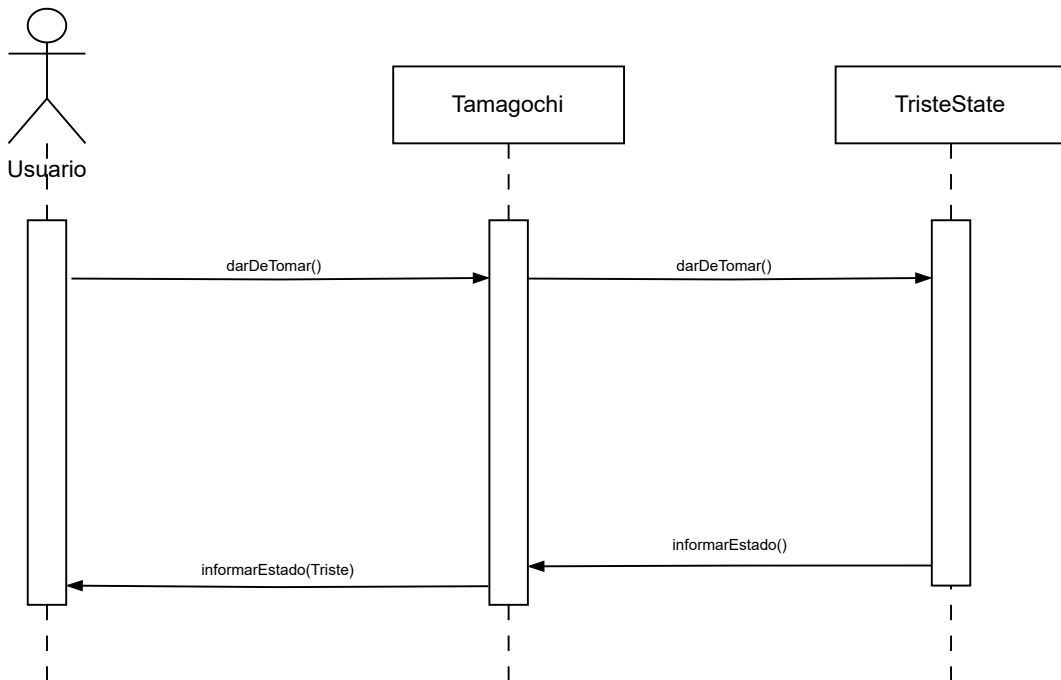 Usuario
Tamagochi
TristeState
darDeTomar()
darDeTomar()
informarEstado()
informarEstado(Triste)